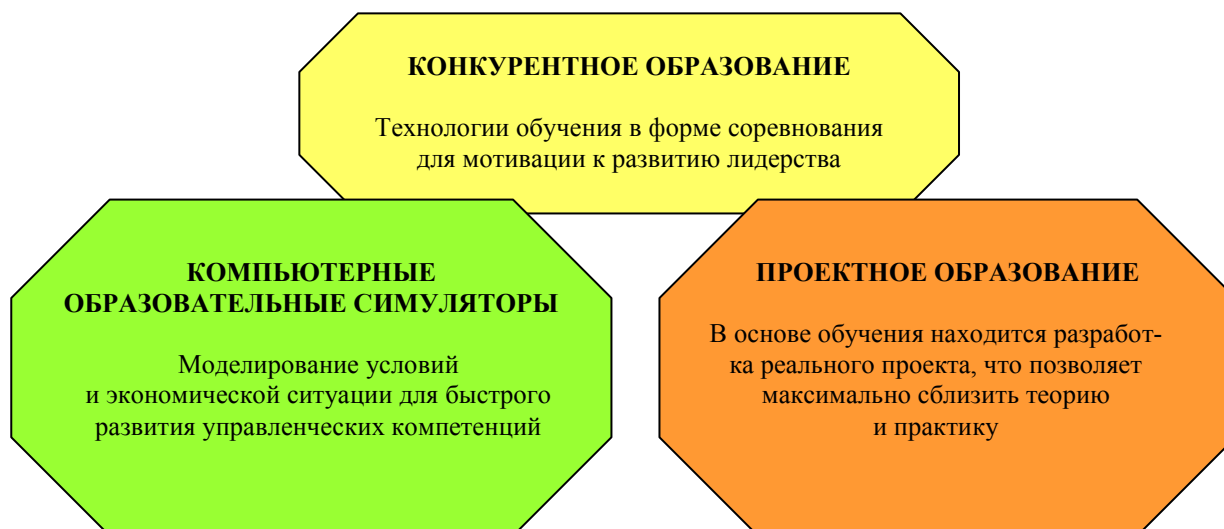 КОНКУРЕНТНОЕ ОБРАЗОВАНИЕ
Технологии обучения в форме соревнования
для мотивации к развитию лидерства
КОМПЬЮТЕРНЫЕ
ОБРАЗОВАТЕЛЬНЫЕ СИМУЛЯТОРЫ
Моделирование условий
и экономической ситуации для быстрого
развития управленческих компетенций
ПРОЕКТНОЕ ОБРАЗОВАНИЕ
В основе обучения находится разработ-
ка реального проекта, что позволяет
максимально сблизить теорию
и практику